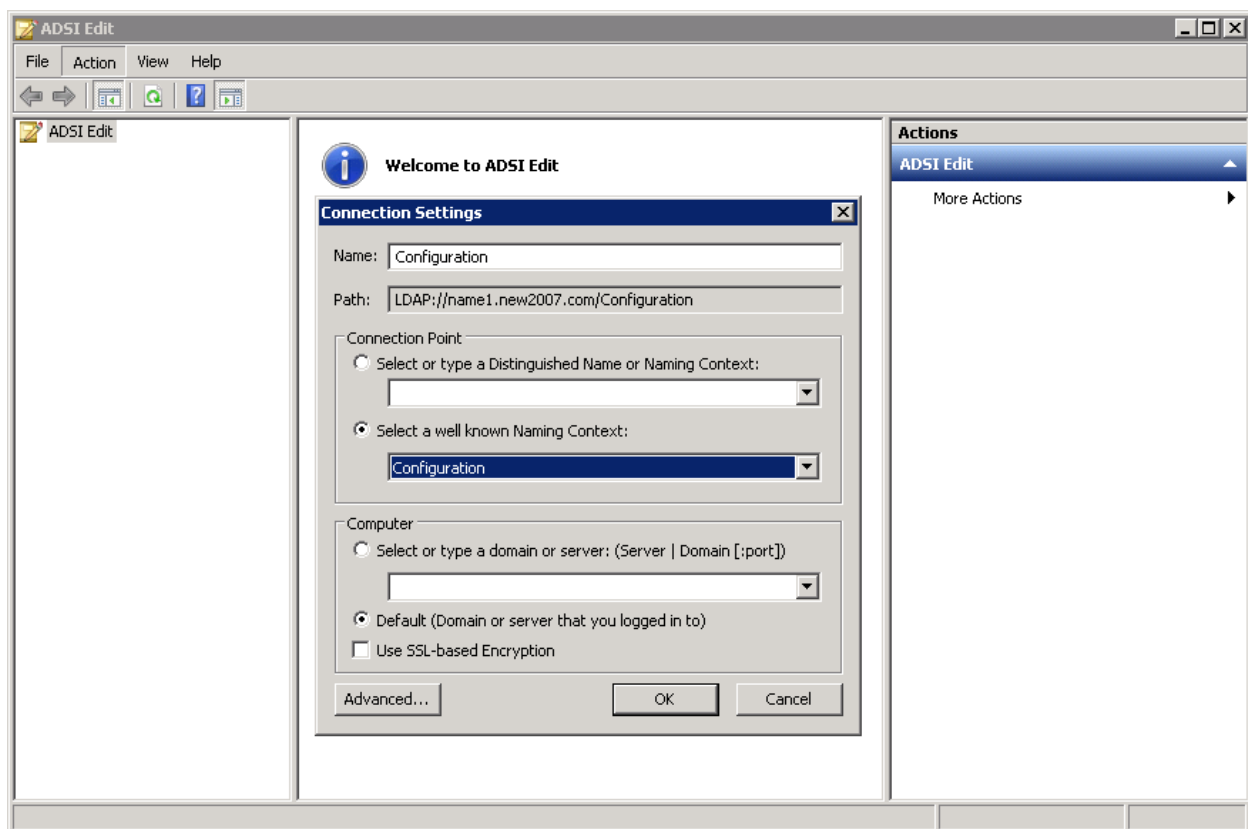 ADSI Edit
File Action View Help
ADSI Edit
Welcome to ADSI Edit
Connection Settings
Name: Configuration
Path: LDAP://name1.new2007.com/Configuration
Connection Point
Select or type a Distinguished Name or Naming Context:
Select a well known Naming Context:
Configuration
Computer
Select or type a domain or server: (Server | Domain [:port])
Default (Domain or server that you logged in to)
Use SSL-based Encryption
Advanced... OK Cancel
Actions
ADSI Edit
More Actions